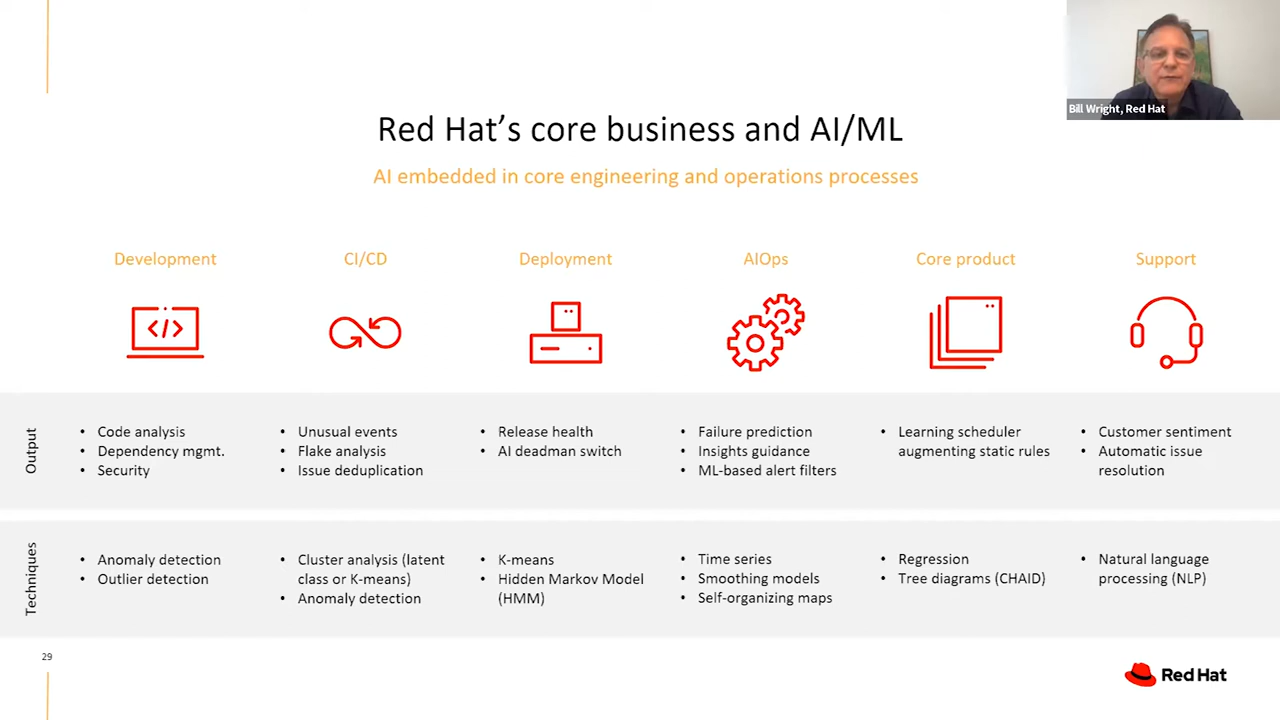 Bill Wright, Red Hat
Red Hat's core business and AI/ML
AI embedded in core engineering and operations processes
Development
CI/CD
Deployment
AIOps
Core product
Support
Output
• Code analysis
• Dependency mgmt.
• Security
• Unusual events
• Flake analysis
• Issue deduplication
• Release health
• AI deadman switch
• Failure prediction
• Insights guidance
• ML-based alert filters
• Learning scheduler
augmenting static rules
• Customer sentiment
• Automatic issue
resolution
Techniques
• Anomaly detection
• Outlier detection
• Cluster analysis (latent
class or K-means)
• Anomaly detection
• K-means
• Hidden Markov Model
(HMM)
• Time series
• Smoothing models
• Self-organizing maps
• Regression
• Tree diagrams (CHAID)
• Natural language
processing (NLP)
29
Red Hat